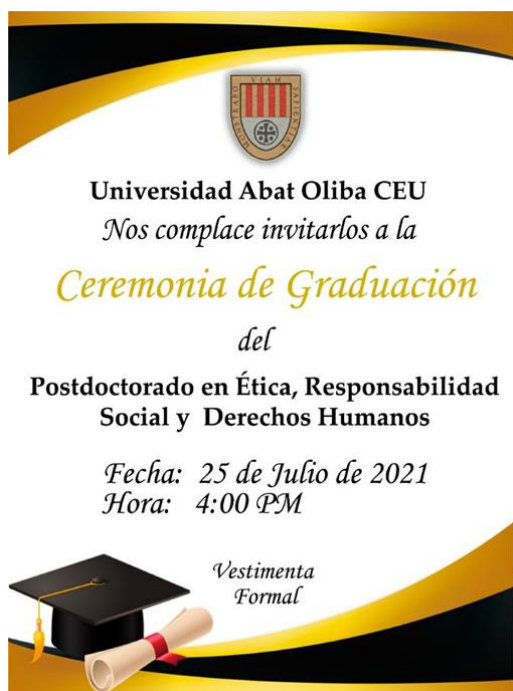 MONSTRABO VIAM SAPIENTIAE
Universidad Abat Oliba CEU
Nos complace invitarlos a la
Ceremonia de Graduación
del
Postdoctorado en Ética, Responsabilidad
Social y Derechos Humanos
Fecha: 25 de Julio de 2021
Hora: 4:00 PM
Vestimenta
Formal